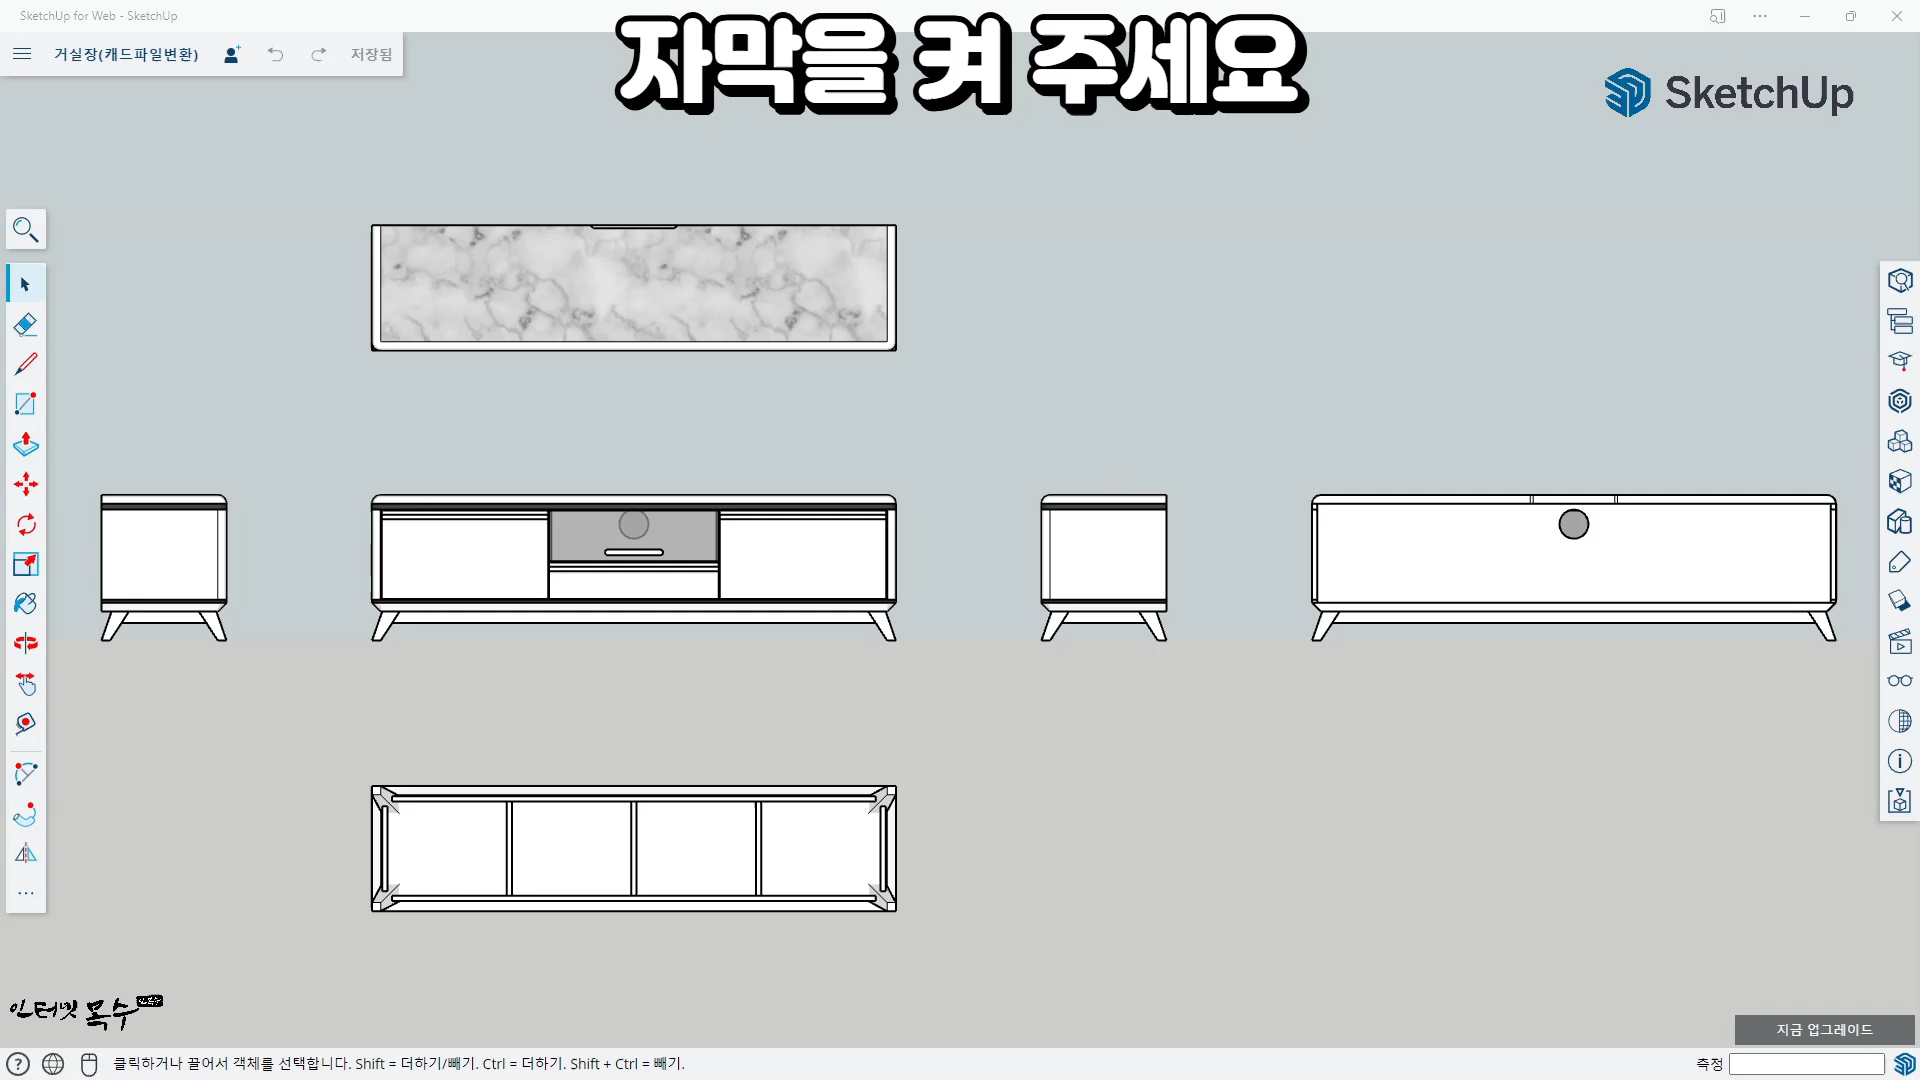 SketchUp for Web - SketchUp
자막을 켜 주세요
거실장(캐드파일변환)
저장됨
SketchUp
인터넷 목수
지금 업그레이드
클릭하거나 끌어서 객체를 선택합니다. Shift = 더하기/빼기. Ctrl = 더하기. Shift + Ctrl = 빼기.
측정